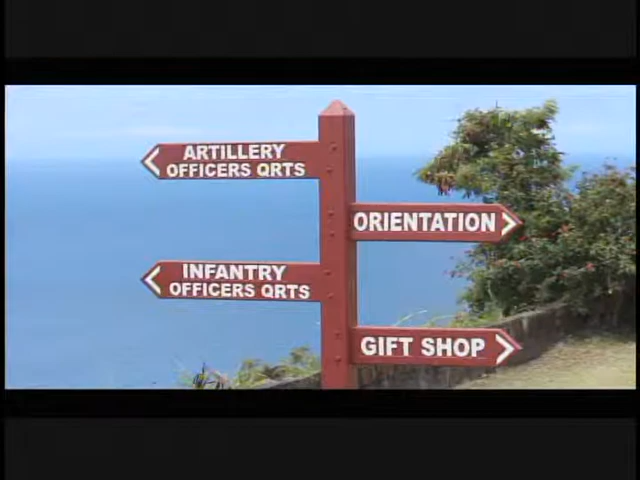 ARTILLERY
OFFICERS QRTS
ORIENTATION
INFANTRY
OFFICERS QRTS
GIFT SHOP